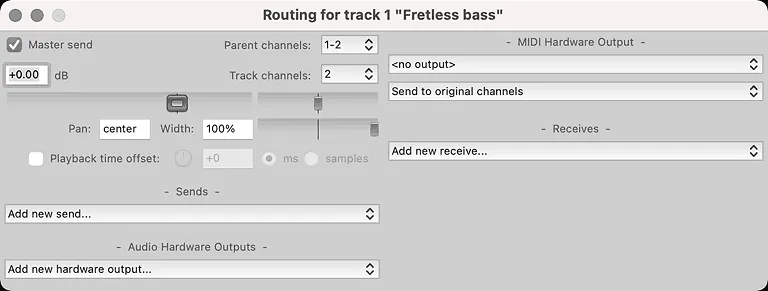 Routing for track 1 "Fretless bass"
Master send
Parent channels: 1-2
+0.00 dB
Track channels: 2
Pan: center Width: 100%
Playback time offset: +0 ms samples
- Sends -
Add new send...
- Audio Hardware Outputs -
Add new hardware output...
- MIDI Hardware Output -
<no output>
Send to original channels
- Receives -
Add new receive...